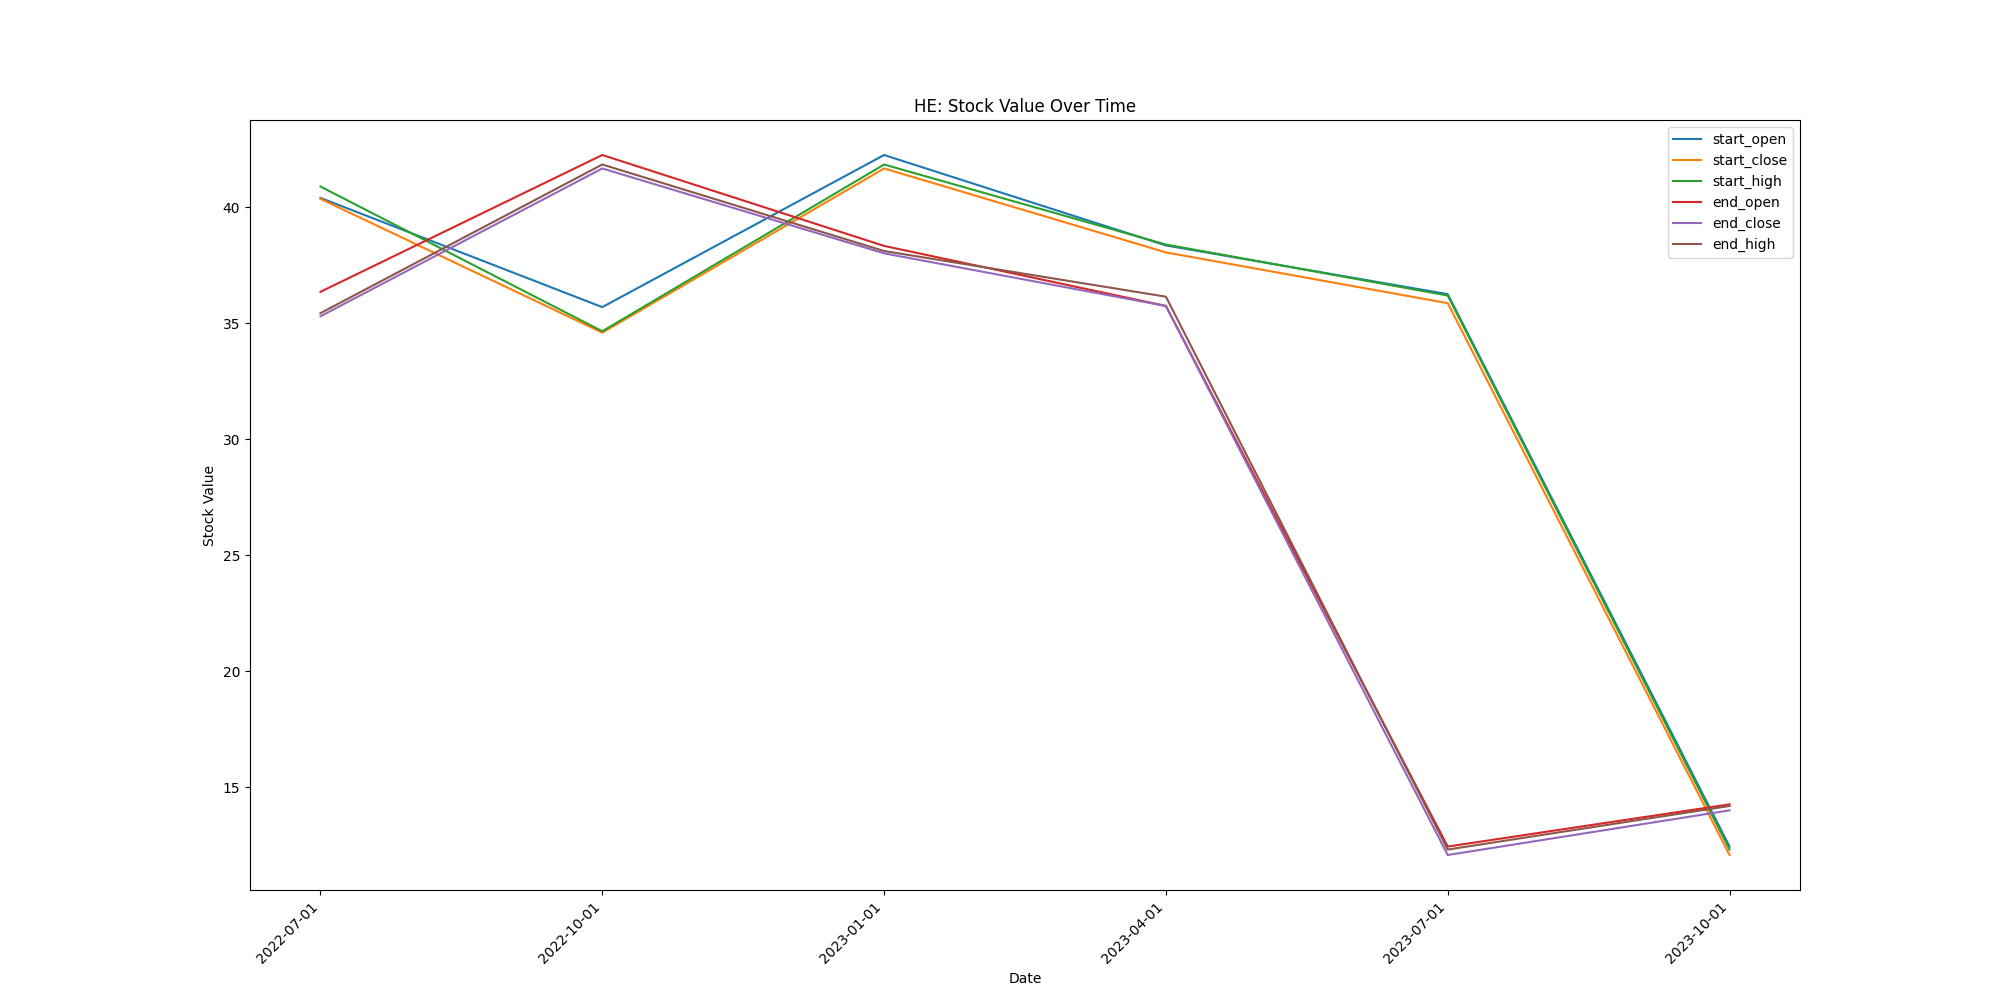 HE: Stock Value Over Time
start_open
start_close
start_high
end_open
end_close
end_high
Stock Value
40
35
30
25
20
15
2022-07-01
2022-10-01
2023-01-01
2023-04-01
2023-07-01
2023-10-01
Date